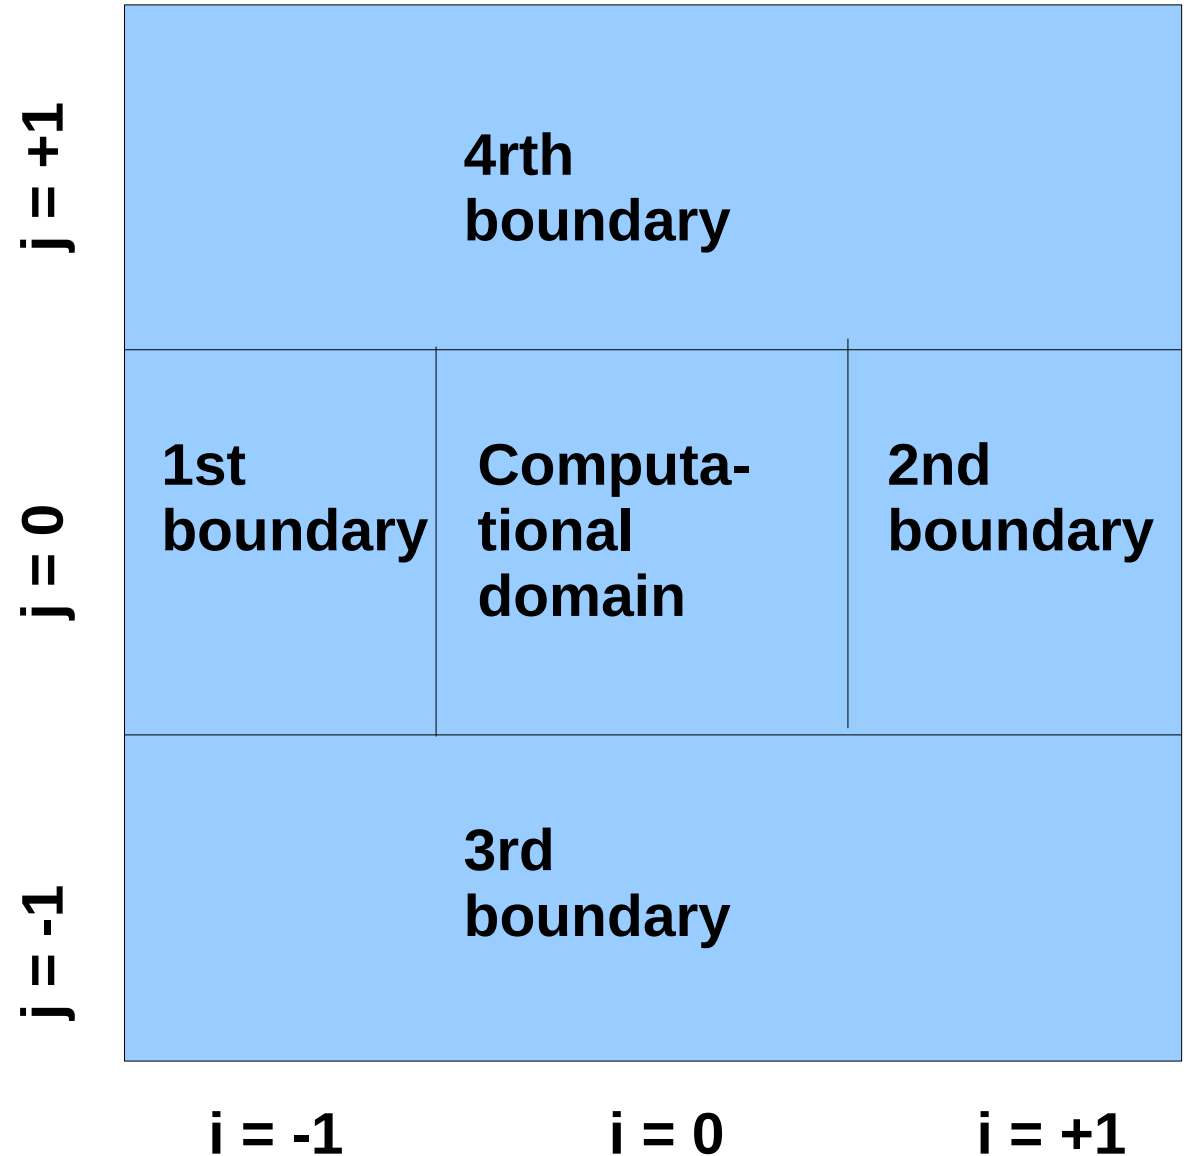 j = +1
4rth
boundary
j = 0
1st
boundary
Computa-
tional
domain
2nd
boundary
j = -1
3rd
boundary
i = -1
i = 0
i = +1